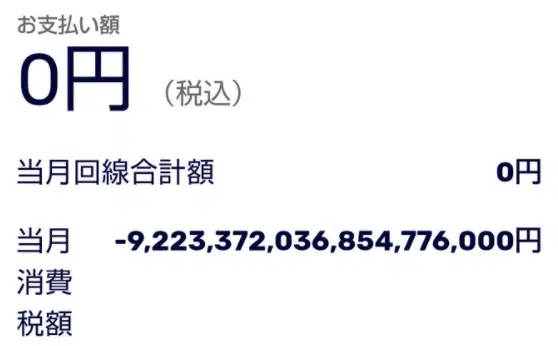 お支払い額
0円 （税込）
当月回線合計額 0円
当月 -9,223,372,036,854,776,000円
消費
税額